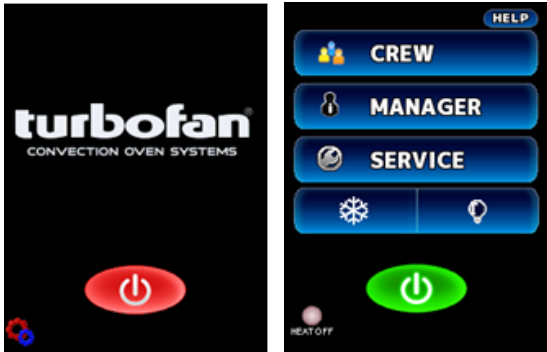 turbofan®
CONVECTION OVEN SYSTEMS
HELP
CREW
MANAGER
SERVICE
HEAT OFF